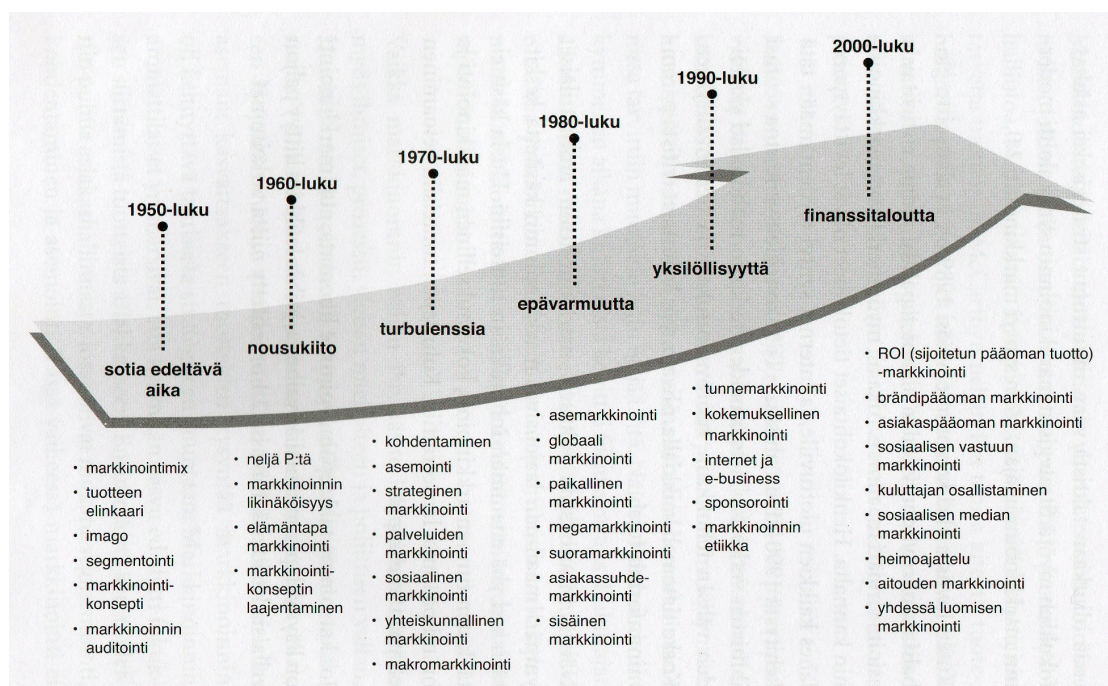 1950-luku
sotia edeltävä
aika
• markkinointimix
• tuotteen
elinkaari
• imago
• segmentointi
• markkinointi-
konsepti
• markkinoinnin
auditointi
1960-luku
nousukiito
• neljä P:tä
• markkinoinnin
likinäköisyys
• elämäntapa
markkinointi
• markkinointi-
konseptin
laajentaminen
1970-luku
turbulenssia
• kohdentaminen
• asemointi
• strateginen
markkinointi
• palveluiden
markkinointi
• sosiaalinen
markkinointi
• yhteiskunnallinen
markkinointi
• makromarkkinointi
1980-luku
epävarmuutta
• asemarkkinointi
• globaali
markkinointi
• paikallinen
markkinointi
• megamarkkinointi
• suoramarkkinointi
• asiakassuhde-
markkinointi
• sisäinen
markkinointi
1990-luku
yksilöllisyyttä
• tunnemarkkinointi
• kokemuksellinen
markkinointi
• internet ja
e-business
• sponsorointi
• markkinoinnin
etiikka
2000-luku
finanssitaloutta
• ROI (sijoitetun pääoman tuotto)
-markkinointi
• brändipääoman markkinointi
• asiakaspääoman markkinointi
• sosiaalisen vastuun
markkinointi
• kuluttajan osallistaminen
• sosiaalisen median
markkinointi
• heimoajattelu
• aitouden markkinointi
• yhdessä luomisen
markkinointi